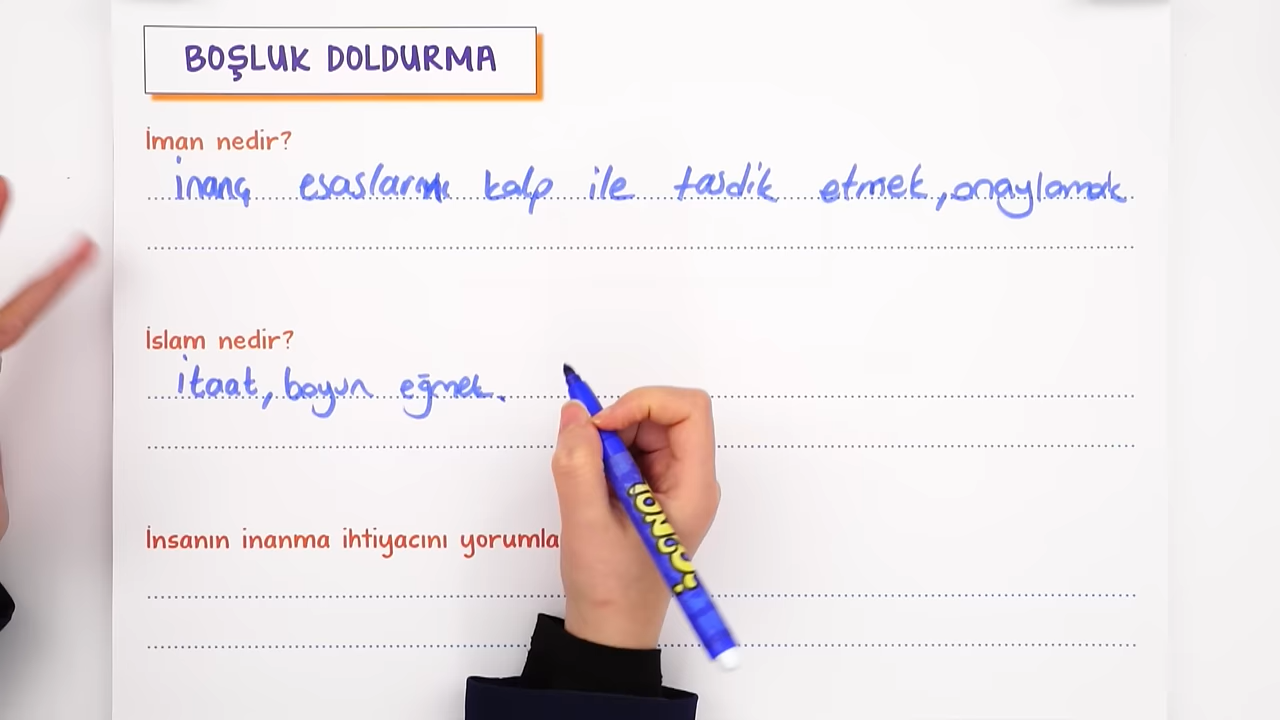 BOŞLUK DOLDURMA
İman nedir?
inanç esaslarını kalp ile tasdik etmek, onaylamak
İslam nedir?
itaat, boyun eğmek.
İnsanın inanma ihtiyacını yorumla